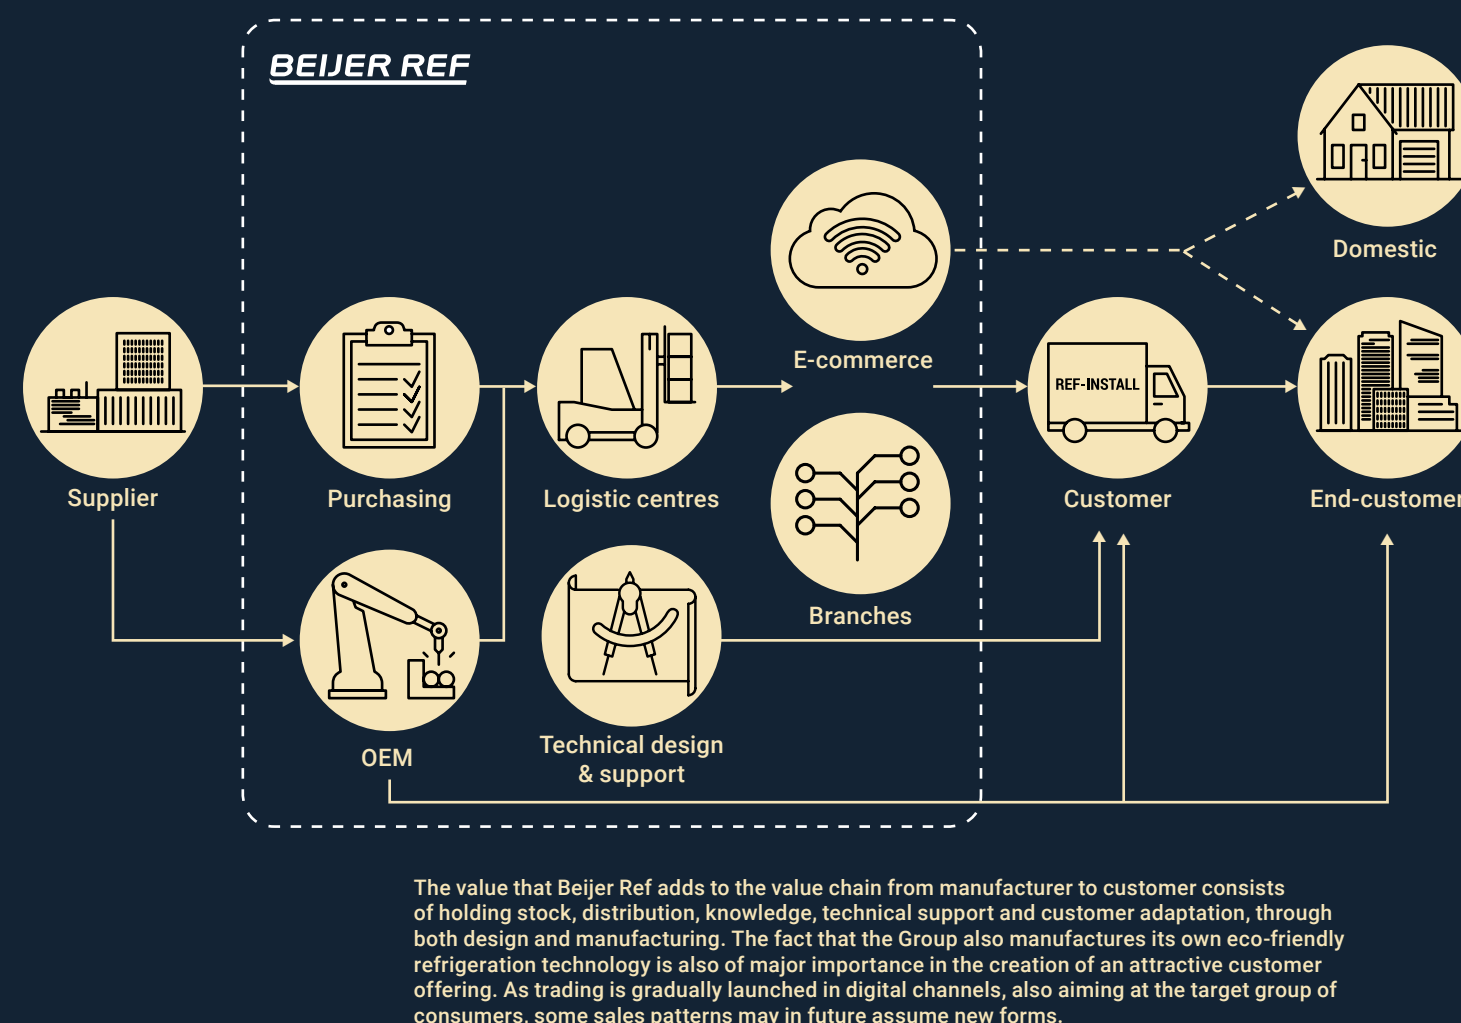 BEIJER REF
Domestic
E-commerce
REF-INSTALL
Supplier
Purchasing
Logistic centres
Customer
End-customer
Branches
OEM
Technical design
& support
The value that Beijer Ref adds to the value chain from manufacturer to customer consists
of holding stock, distribution, knowledge, technical support and customer adaptation, through
both design and manufacturing. The fact that the Group also manufactures its own eco-friendly
refrigeration technology is also of major importance in the creation of an attractive customer
offering. As trading is gradually launched in digital channels, also aiming at the target group of
consumers, some sales patterns may in future assume new forms.